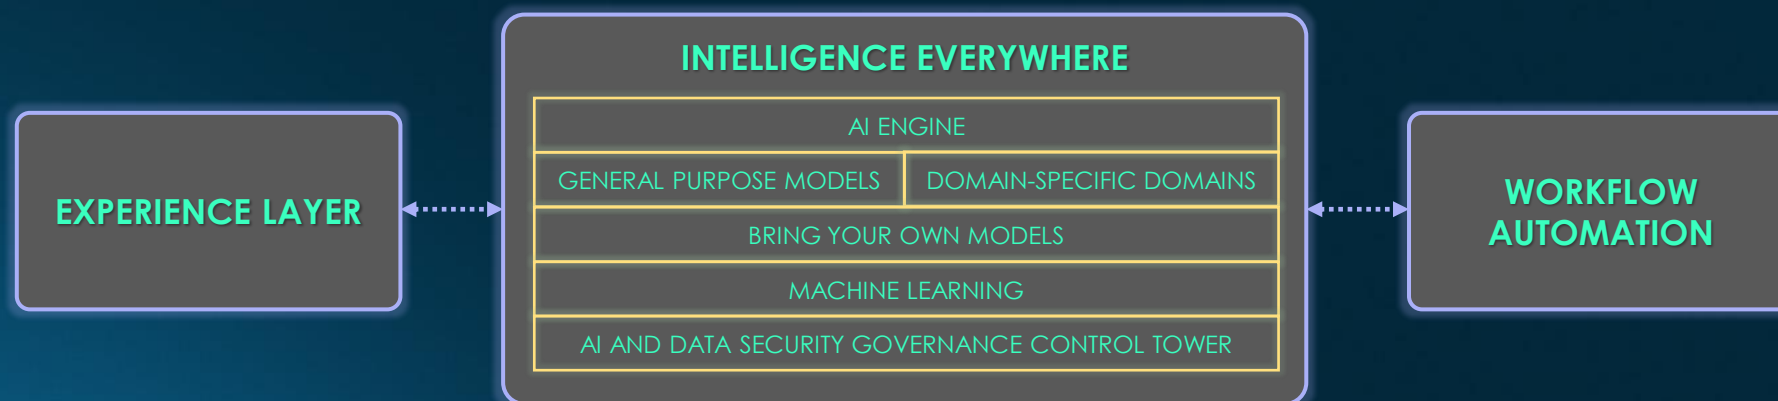 INTELLIGENCE EVERYWHERE
AI ENGINE
GENERAL PURPOSE MODELS
DOMAIN-SPECIFIC DOMAINS
BRING YOUR OWN MODELS
MACHINE LEARNING
AI AND DATA SECURITY GOVERNANCE CONTROL TOWER
EXPERIENCE LAYER
WORKFLOW
AUTOMATION